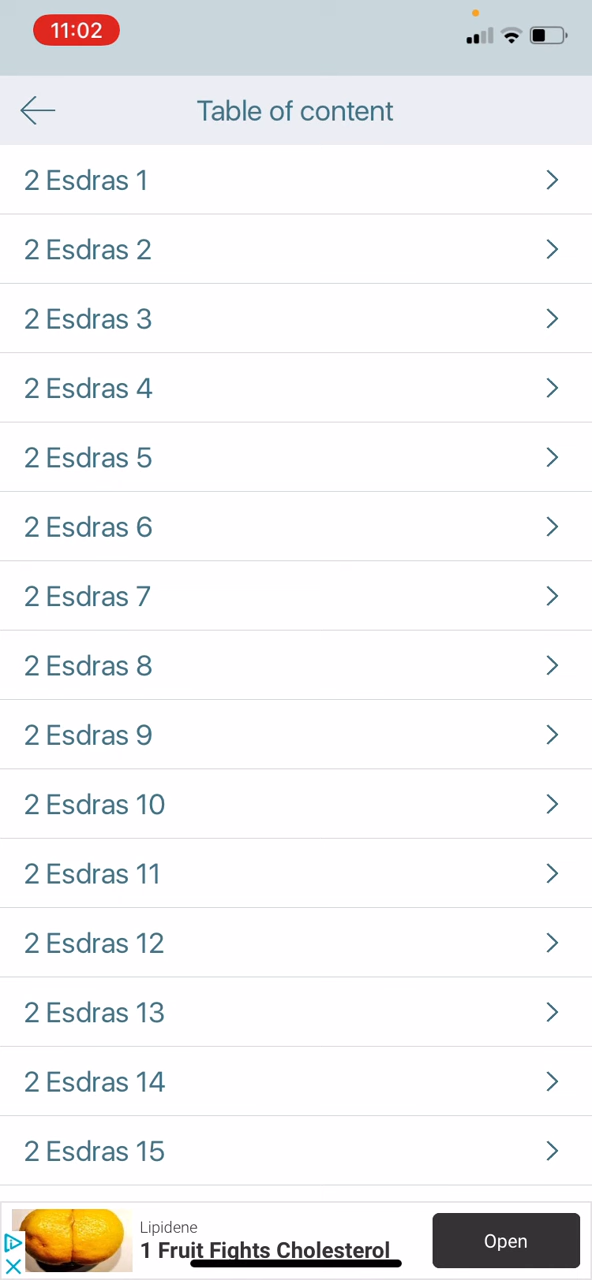 11:02
Table of content
2 Esdras 1
2 Esdras 2
2 Esdras 3
2 Esdras 4
2 Esdras 5
2 Esdras 6
2 Esdras 7
2 Esdras 8
2 Esdras 9
2 Esdras 10
2 Esdras 11
2 Esdras 12
2 Esdras 13
2 Esdras 14
2 Esdras 15
Lipidene
1 Fruit Fights Cholesterol
Open